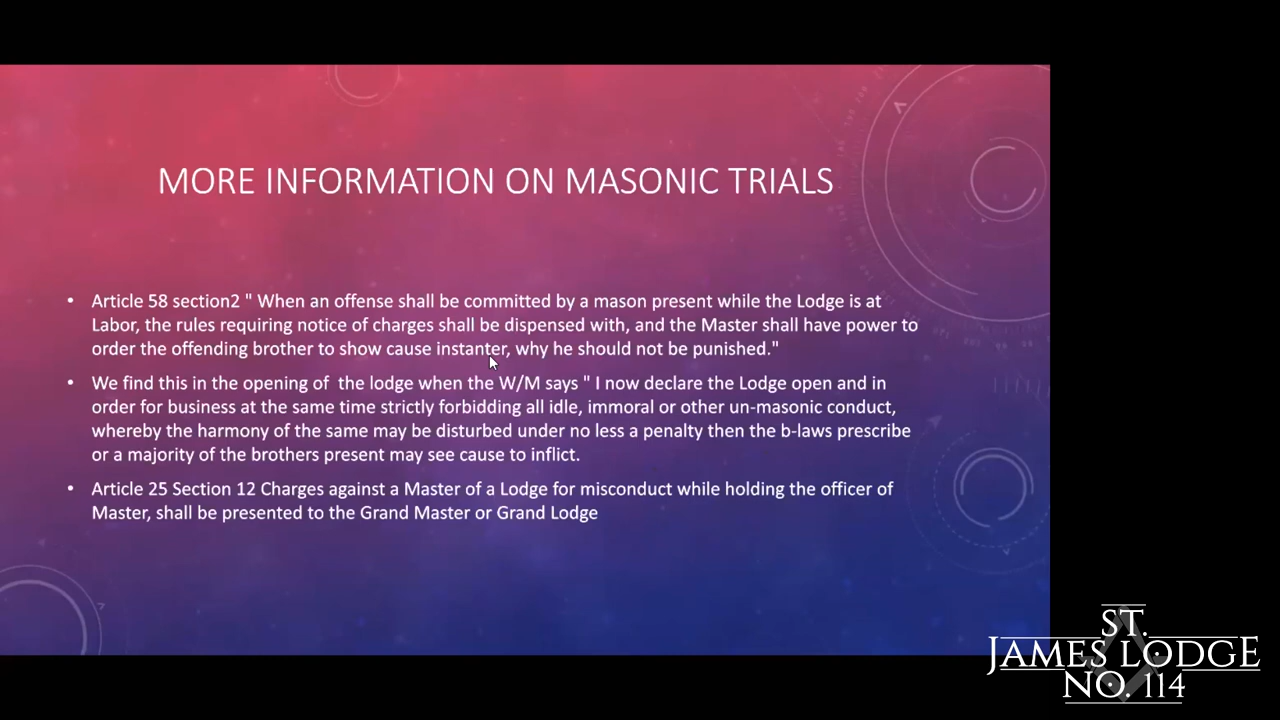 MORE INFORMATION ON MASONIC TRIALS
• Article 58 section2 " When an offense shall be committed by a mason present while the Lodge is at
Labor, the rules requiring notice of charges shall be dispensed with, and the Master shall have power to
order the offending brother to show cause instanter, why he should not be punished."
• We find this in the opening of  the lodge when the W/M says " I now declare the Lodge open and in
order for business at the same time strictly forbidding all idle, immoral or other un-masonic conduct,
whereby the harmony of the same may be disturbed under no less a penalty then the b-laws prescribe
or a majority of the brothers present may see cause to inflict.
• Article 25 Section 12 Charges against a Master of a Lodge for misconduct while holding the officer of
Master, shall be presented to the Grand Master or Grand Lodge
ST.
JAMES LODGE
NO. 114